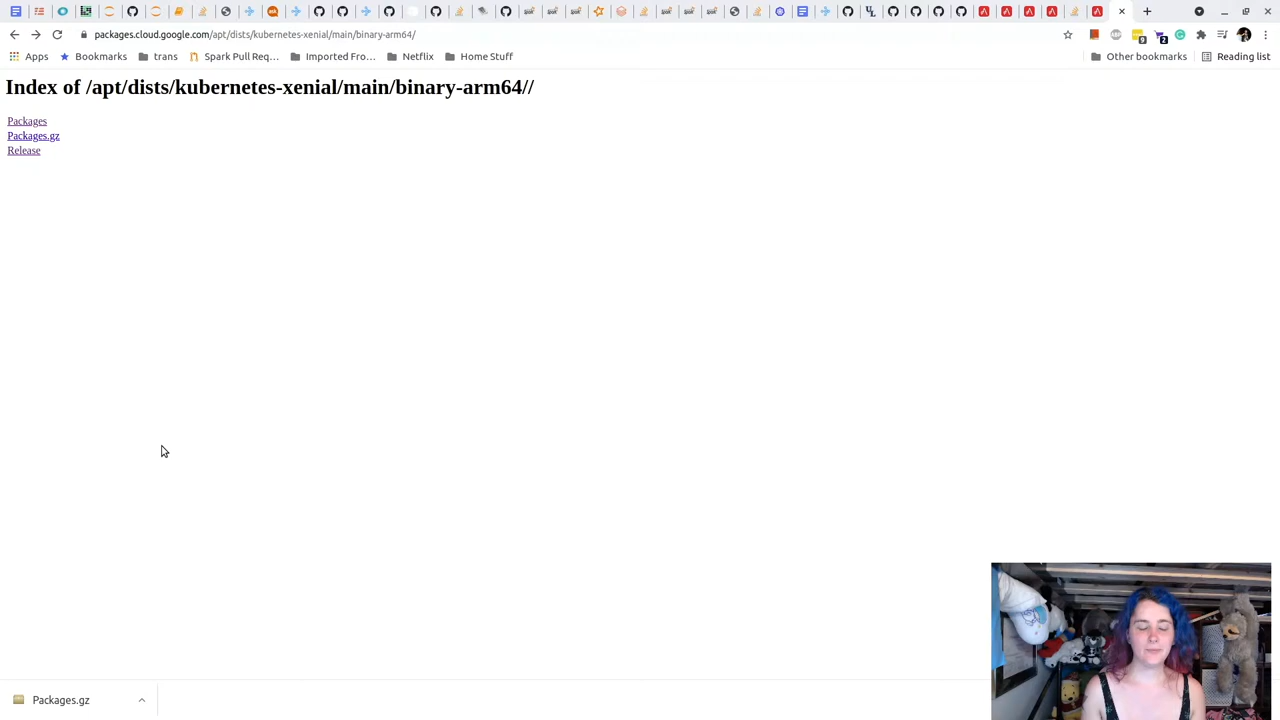 packages.cloud.google.com/apt/dists/kubernetes-xenial/main/binary-arm64/
9
2
Apps
Bookmarks
trans
Spark Pull Req...
Imported Fro...
Netflix
Home Stuff
Other bookmarks
Reading list
Index of /apt/dists/kubernetes-xenial/main/binary-arm64//
Packages
Packages.gz
Release
Packages.gz